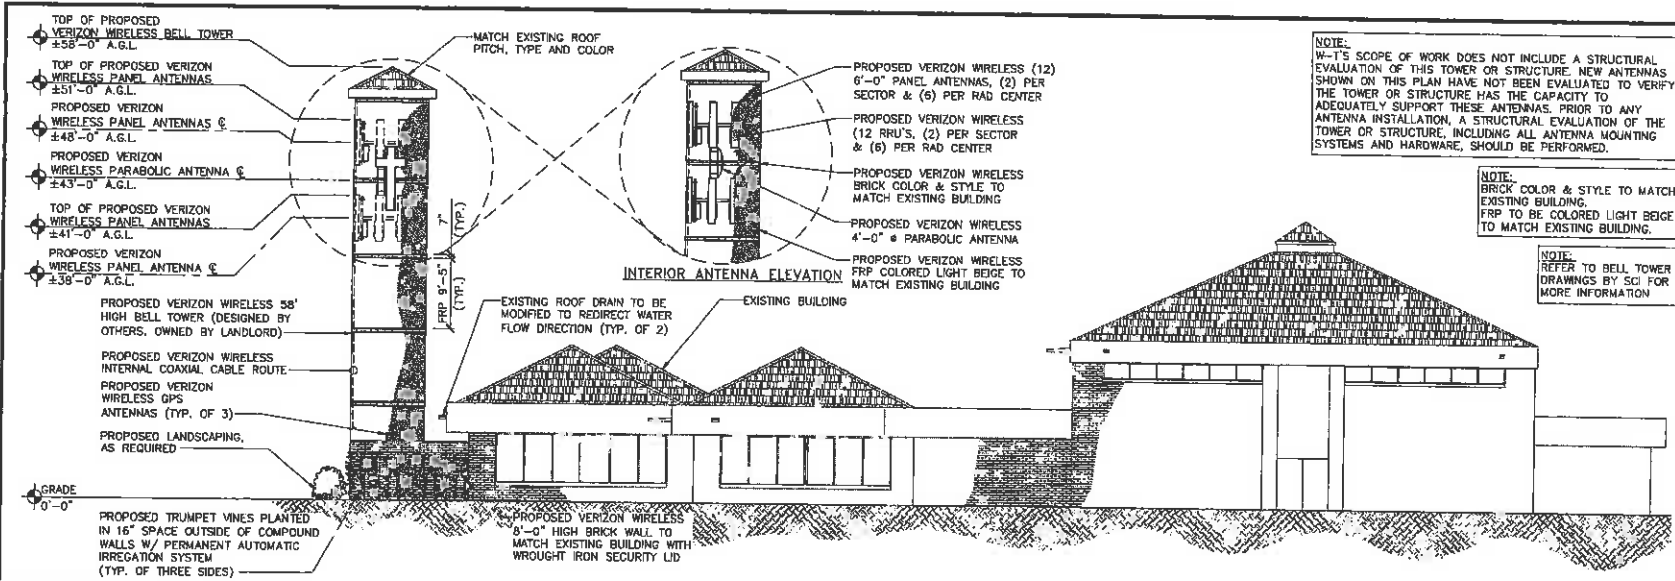 TOP OF PROPOSED
VERIZON WIRELESS BELL TOWER
±58'-0" A.G.L.
TOP OF PROPOSED VERIZON
WIRELESS PANEL ANTENNAS
±51'-0" A.G.L.
PROPOSED VERIZON
WIRELESS PANEL ANTENNAS ℄
±48'-0" A.G.L.
PROPOSED VERIZON
WIRELESS PARABOLIC ANTENNA ℄
±43'-0" A.G.L.
TOP OF PROPOSED VERIZON
WIRELESS PANEL ANTENNAS
±41'-0" A.G.L.
PROPOSED VERIZON
WIRELESS PANEL ANTENNA ℄
±38'-0" A.G.L.
PROPOSED VERIZON WIRELESS 58'
HIGH BELL TOWER (DESIGNED BY
OTHERS, OWNED BY LANDLORD)
PROPOSED VERIZON WIRELESS
INTERNAL COAXIAL CABLE ROUTE
PROPOSED VERIZON
WIRELESS GPS
ANTENNAS (TYP. OF 3)
PROPOSED LANDSCAPING,
AS REQUIRED
GRADE
0'-0"
PROPOSED TRUMPET VINES PLANTED
IN 16" SPACE OUTSIDE OF COMPOUND
WALLS W/ PERMANENT AUTOMATIC
IRREGATION SYSTEM
(TYP. OF THREE SIDES)
MATCH EXISTING ROOF
PITCH, TYPE AND COLOR
7"
(TYP.)
FRP 9'-5"
(TYP.)
EXISTING ROOF DRAIN TO BE
MODIFIED TO REDIRECT WATER
FLOW DIRECTION (TYP. OF 2)
PROPOSED VERIZON WIRELESS
8'-0" HIGH BRICK WALL TO
MATCH EXISTING BUILDING WITH
WROUGHT IRON SECURITY LID
INTERIOR ANTENNA ELEVATION
EXISTING BUILDING
PROPOSED VERIZON WIRELESS (12)
6'-0" PANEL ANTENNAS, (2) PER
SECTOR & (6) PER RAD CENTER
PROPOSED VERIZON WIRELESS
(12 RRU'S, (2) PER SECTOR
& (6) PER RAD CENTER
PROPOSED VERIZON WIRELESS
BRICK COLOR & STYLE TO
MATCH EXISTING BUILDING
PROPOSED VERIZON WIRELESS
4'-0" ø PARABOLIC ANTENNA
PROPOSED VERIZON WIRELESS
FRP COLORED LIGHT BEIGE TO
MATCH EXISTING BUILDING
NOTE:
W-T'S SCOPE OF WORK DOES NOT INCLUDE A STRUCTURAL
EVALUATION OF THIS TOWER OR STRUCTURE. NEW ANTENNAS
SHOWN ON THIS PLAN HAVE NOT BEEN EVALUATED TO VERIFY
THE TOWER OR STRUCTURE HAS THE CAPACITY TO
ADEQUATELY SUPPORT THESE ANTENNAS. PRIOR TO ANY
ANTENNA INSTALLATION, A STRUCTURAL EVALUATION OF THE
TOWER OR STRUCTURE, INCLUDING ALL ANTENNA MOUNTING
SYSTEMS AND HARDWARE, SHOULD BE PERFORMED.
NOTE:
BRICK COLOR & STYLE TO MATCH
EXISTING BUILDING.
FRP TO BE COLORED LIGHT BEIGE
TO MATCH EXISTING BUILDING.
NOTE:
REFER TO BELL TOWER
DRAWINGS BY SCI FOR
MORE INFORMATION